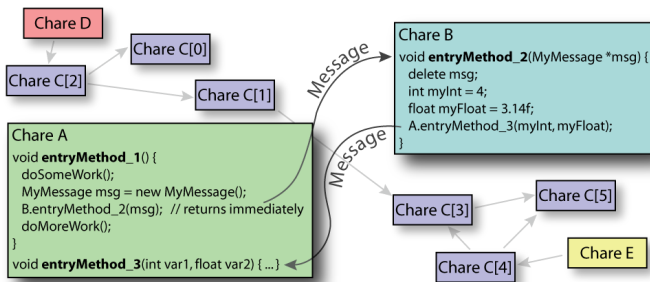 Chare D
Chare C[0]
Chare C[2]
Chare C[1]
Message
Chare B
void entryMethod_2(MyMessage *msg) {
delete msg;
int myInt = 4;
float myFloat = 3.14f;
A.entryMethod_3(myInt, myFloat);
}
Chare A
void entryMethod_1() {
doSomeWork();
MyMessage msg = new MyMessage();
B.entryMethod_2(msg); // returns immediately
doMoreWork();
}
void entryMethod_3(int var1, float var2) { ... }
Message
Chare C[3]
Chare C[5]
Chare C[4]
Chare E